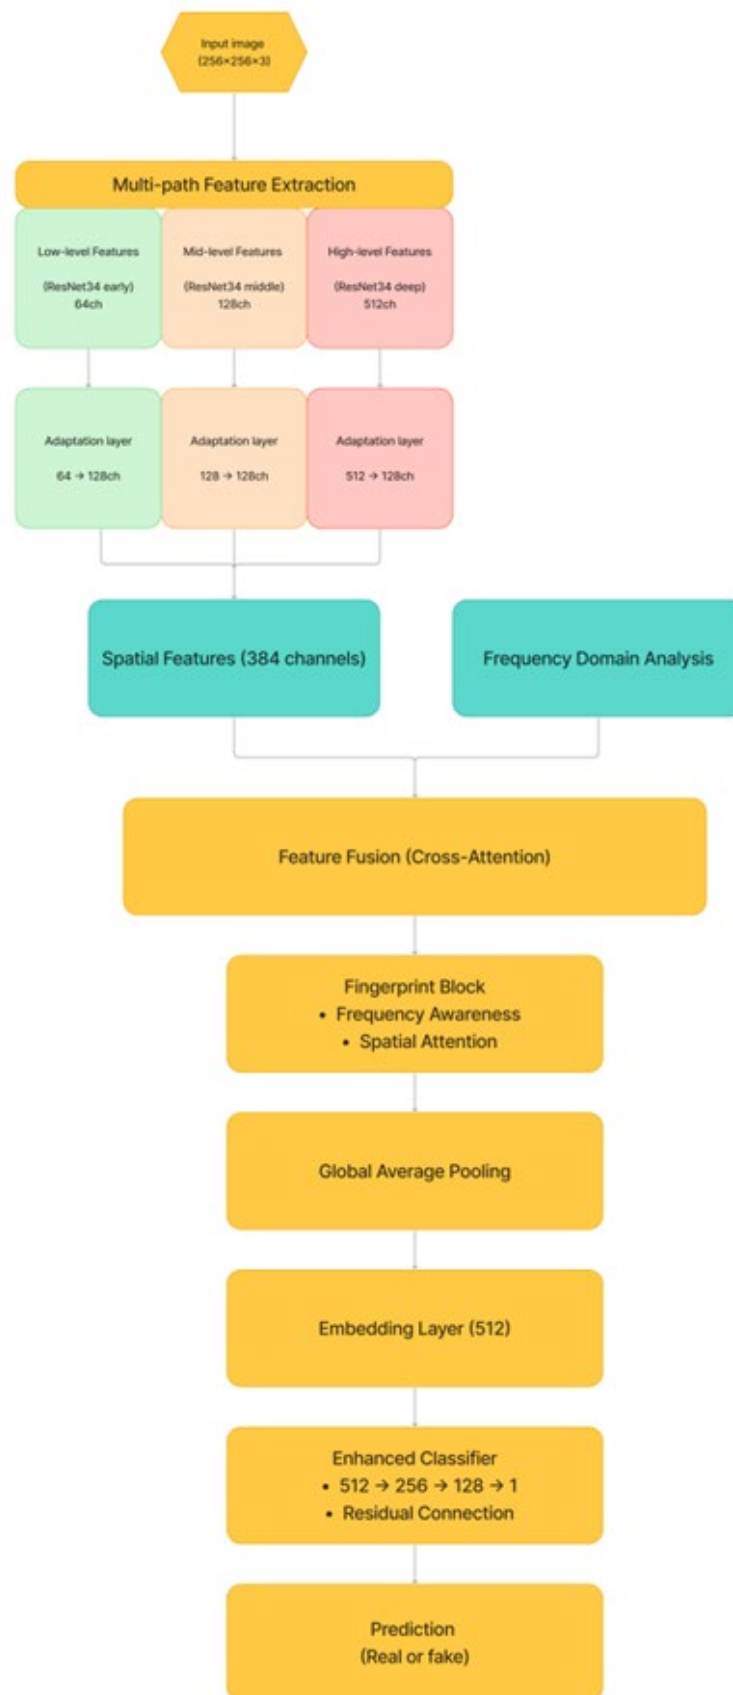 Input image
(256×256×3)
Multi-path Feature Extraction
Low-level Features
(ResNet34 early)
64ch
Mid-level Features
(ResNet34 middle)
128ch
High-level Features
(ResNet34 deep)
512ch
Adaptation layer
64 → 128ch
Adaptation layer
128 → 128ch
Adaptation layer
512 → 128ch
Spatial Features (384 channels)
Frequency Domain Analysis
Feature Fusion (Cross-Attention)
Fingerprint Block
• Frequency Awareness
• Spatial Attention
Global Average Pooling
Embedding Layer (512)
Enhanced Classifier
• 512 → 256 → 128 → 1
• Residual Connection
Prediction
(Real or fake)